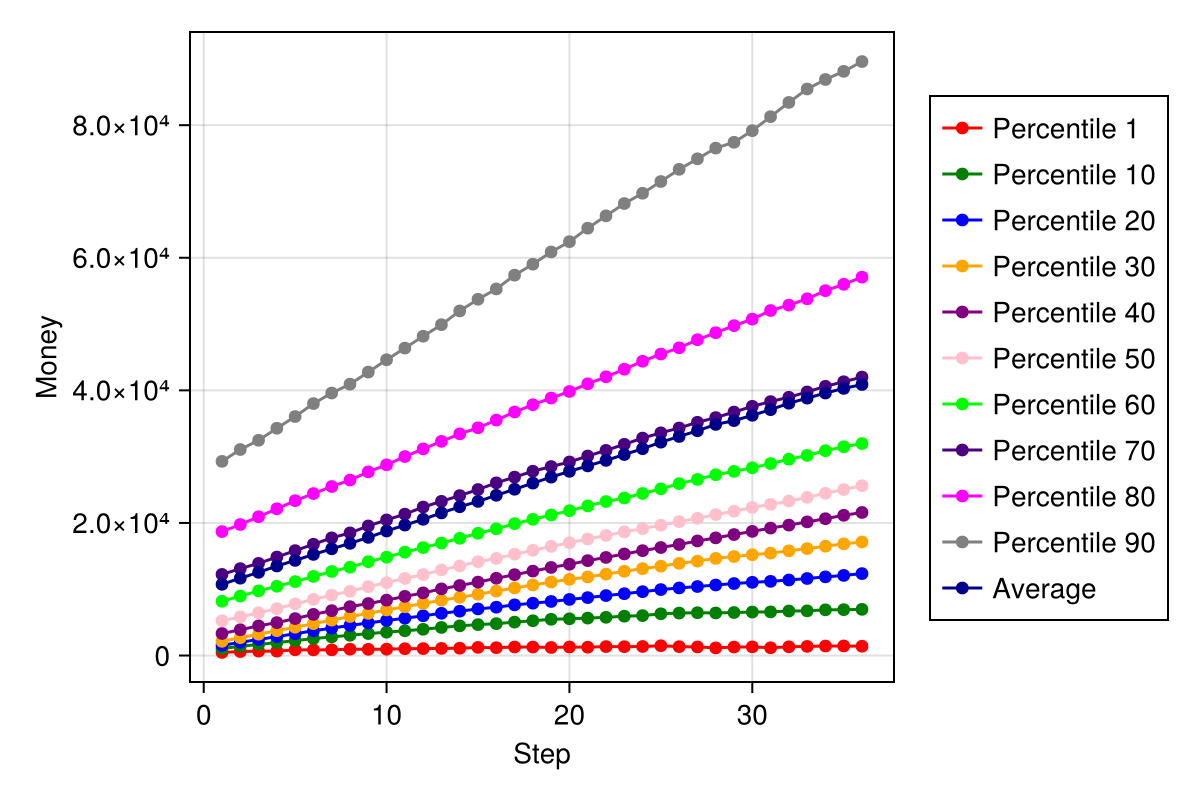 8.0×10⁴
6.0×10⁴
4.0×10⁴
2.0×10⁴
0
Money
0 10 20 30
Step
Percentile 1
Percentile 10
Percentile 20
Percentile 30
Percentile 40
Percentile 50
Percentile 60
Percentile 70
Percentile 80
Percentile 90
Average